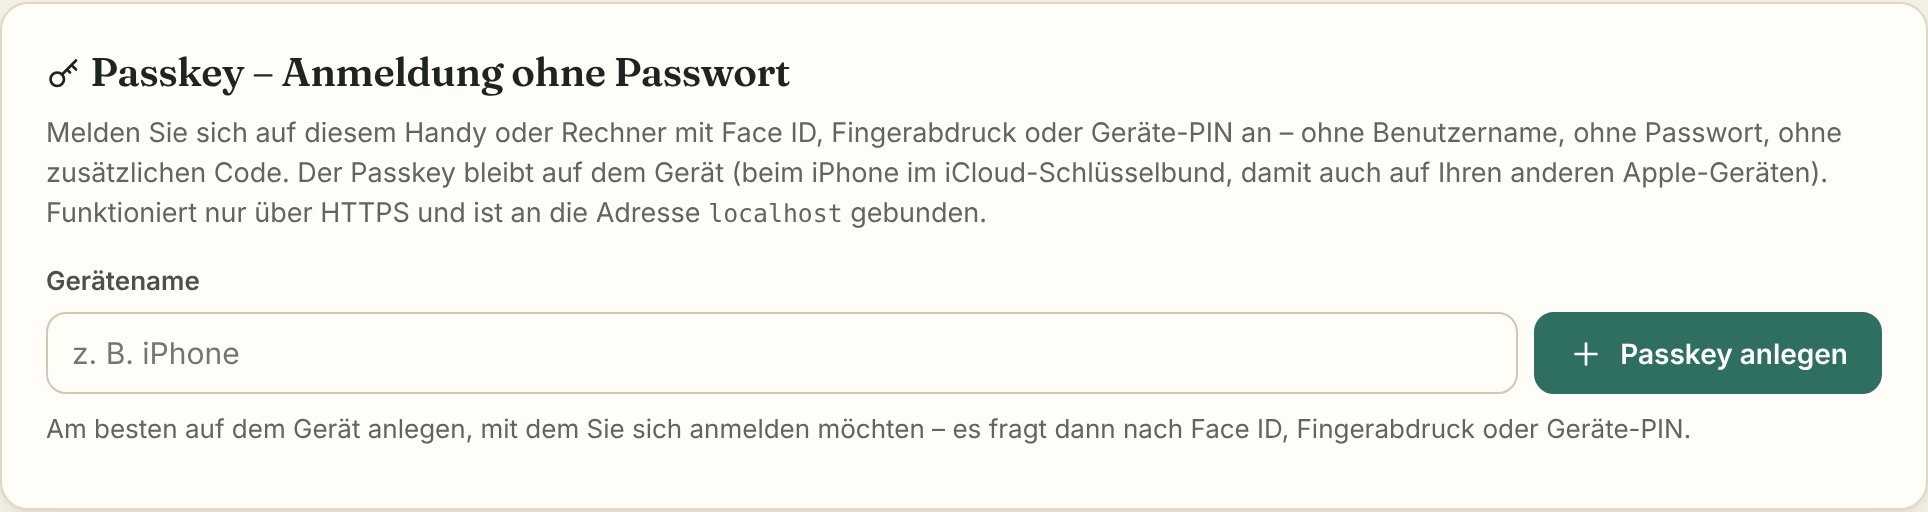 Passkey – Anmeldung ohne Passwort
Melden Sie sich auf diesem Handy oder Rechner mit Face ID, Fingerabdruck oder Geräte-PIN an – ohne Benutzername, ohne Passwort, ohne
zusätzlichen Code. Der Passkey bleibt auf dem Gerät (beim iPhone im iCloud-Schlüsselbund, damit auch auf Ihren anderen Apple-Geräten).
Funktioniert nur über HTTPS und ist an die Adresse localhost gebunden.
Gerätename
z. B. iPhone
+ Passkey anlegen
Am besten auf dem Gerät anlegen, mit dem Sie sich anmelden möchten – es fragt dann nach Face ID, Fingerabdruck oder Geräte-PIN.